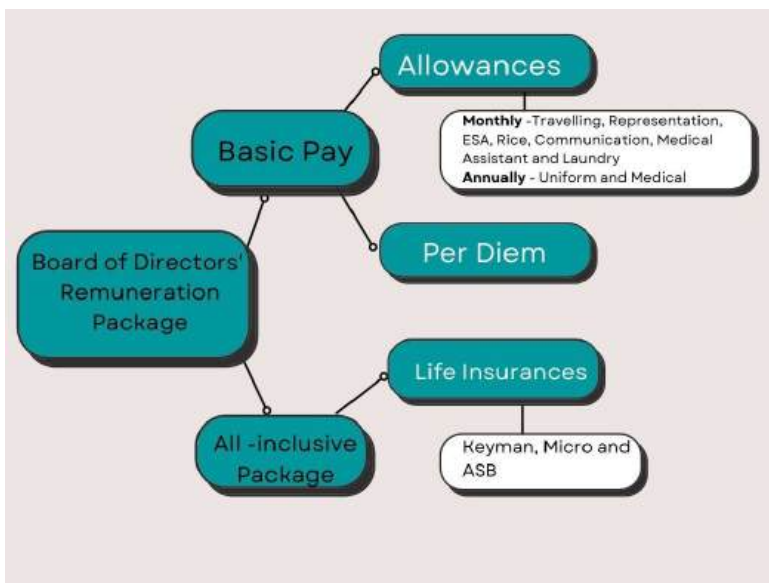 Allowances
Monthly -Travelling, Representation,
ESA, Rice, Communication, Medical
Assistant and Laundry
Annually - Uniform and Medical
Basic Pay
Per Diem
Board of Directors'
Remuneration
Package
Life Insurances
All -inclusive
Package
Keyman, Micro and
ASB